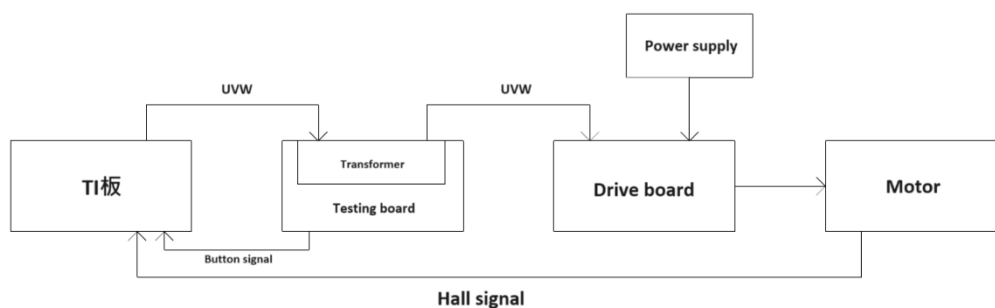 Power supply
UVW
UVW
TI板
Transformer
Testing board
Drive board
Motor
Button signal
Hall signal